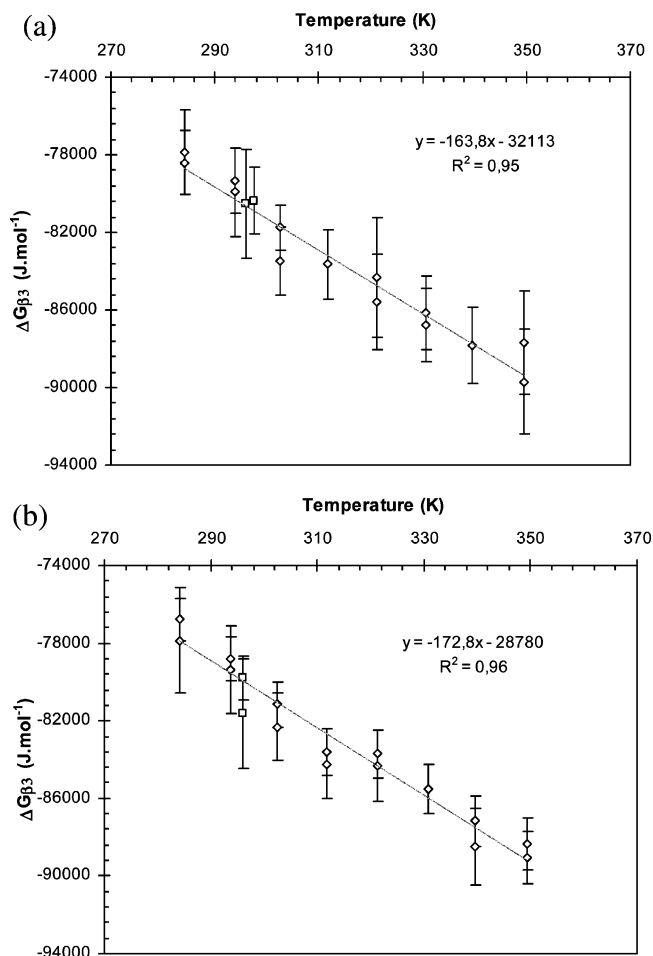 (a)
Temperature (K)
270 290 310 330 350 370
-74000
-78000
-82000
-86000
-90000
-94000
ΔGβ3 (J.mol⁻¹)
y = -163,8x - 32113
R² = 0,95
(b)
Temperature (K)
270 290 310 330 350 370
-74000
-78000
-82000
-86000
-90000
-94000
ΔGβ3 (J.mol⁻¹)
y = -172,8x - 28780
R² = 0,96